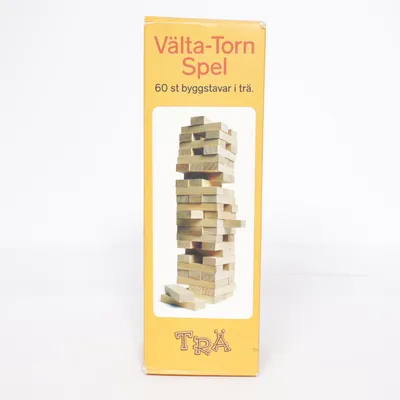 Välta-Torn
Spel
60 st byggstavar i trä.
TRÄ